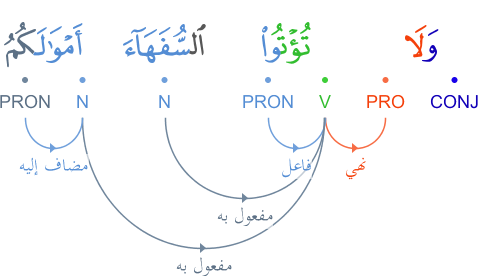 وَلَا تُؤْتُوا۟ ٱلسُّفَهَآءَ أَمْوَٰلَكُمُ
PRON N N PRON V PRO CONJ
مضاف إليه فاعل نهي
مفعول به
مفعول به